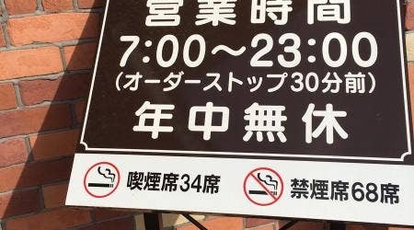 営業時間
7:00〜23:00
(オーダーストップ30分前)
年中無休
喫煙席34席 禁煙席68席